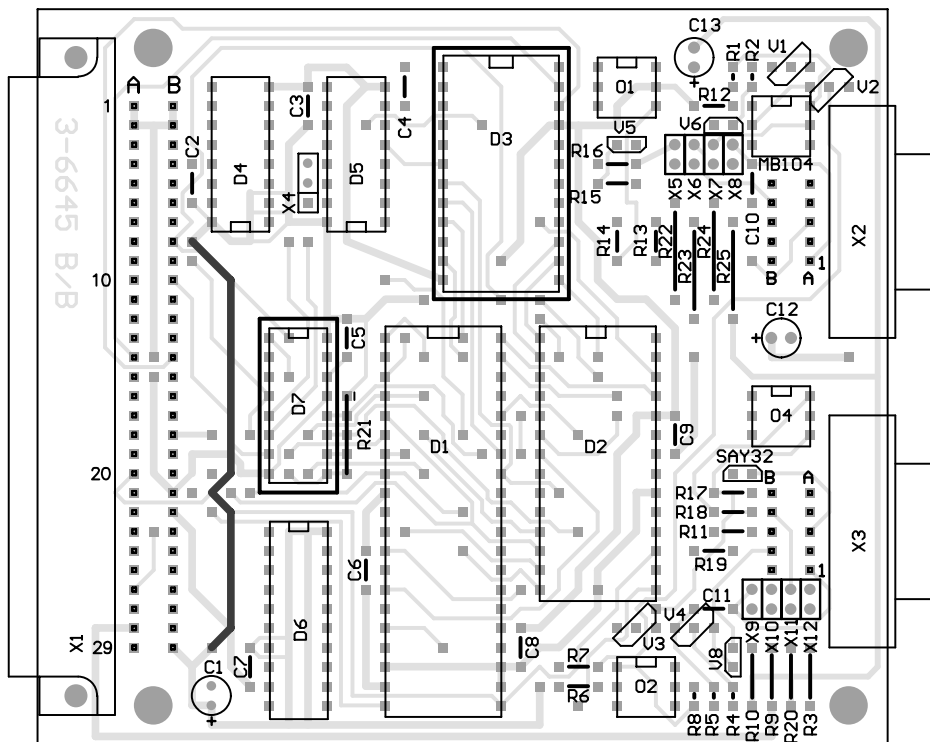 C13
R1
R2
V1
V2
A
B
1
3-6645 B/B
C2
D4
C3
X4
D5
C4
D3
O1
R12
V5
V6
R16
R15
MB104
X5
X6
X7
X8
C10
R14
R13
R22
R23
R24
R25
B
A
1
X2
10
C12
C5
D7
R21
D1
D2
C9
O4
SAY32
20
R17
R18
R11
R19
B
A
1
X3
C6
D6
C11
X9
X10
X11
X12
V3
V4
V8
C8
X1
29
C7
C1
R7
R6
O2
R8
R5
R4
R10
R9
R20
R3